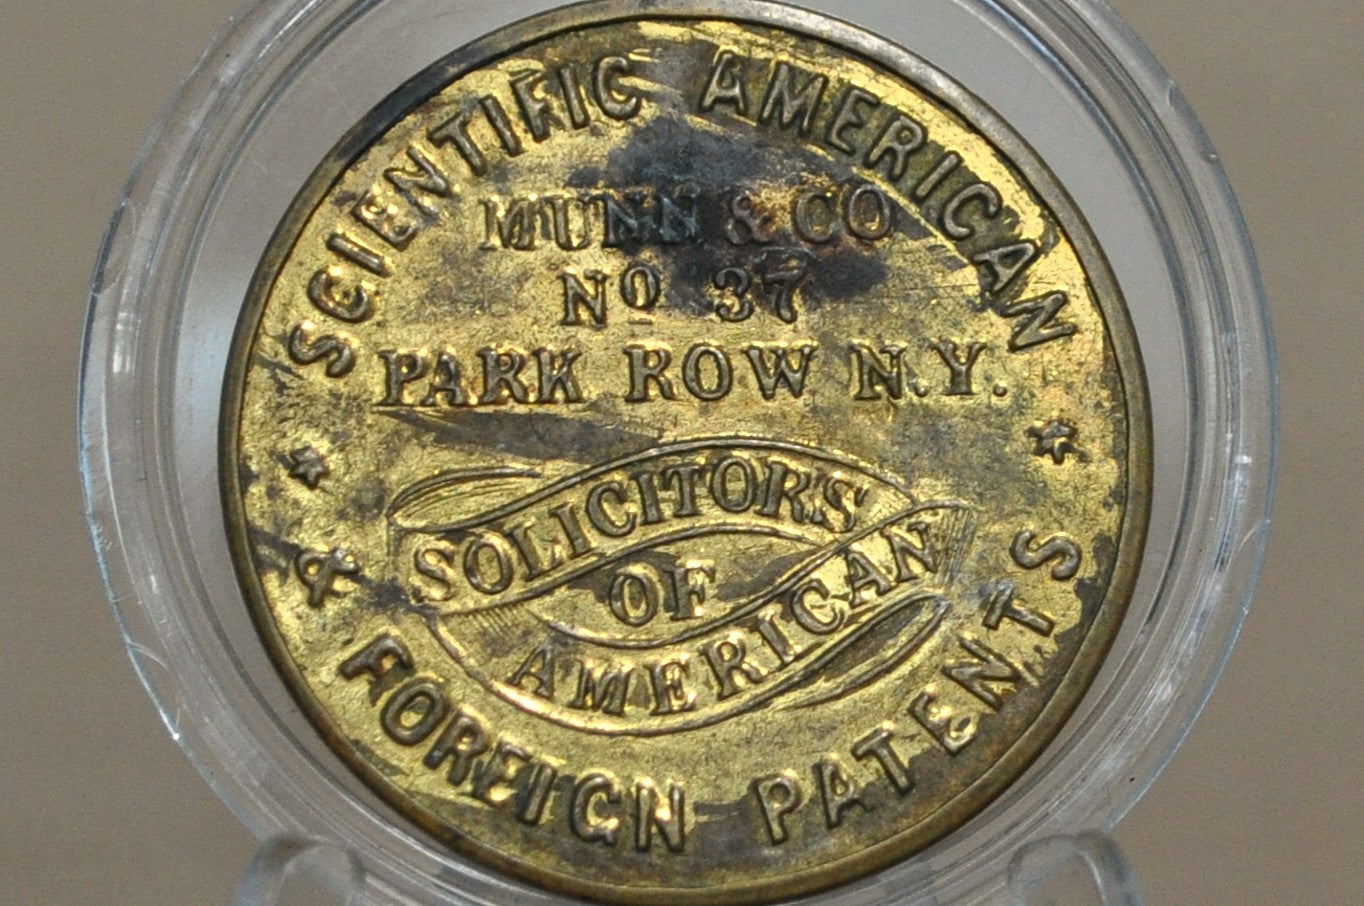 SCIENTIFIC AMERICAN
MUNN & CO
Nº 37
PARK ROW N.Y.
SOLICITORS
OF
AMERICAN
& FOREIGN PATENTS